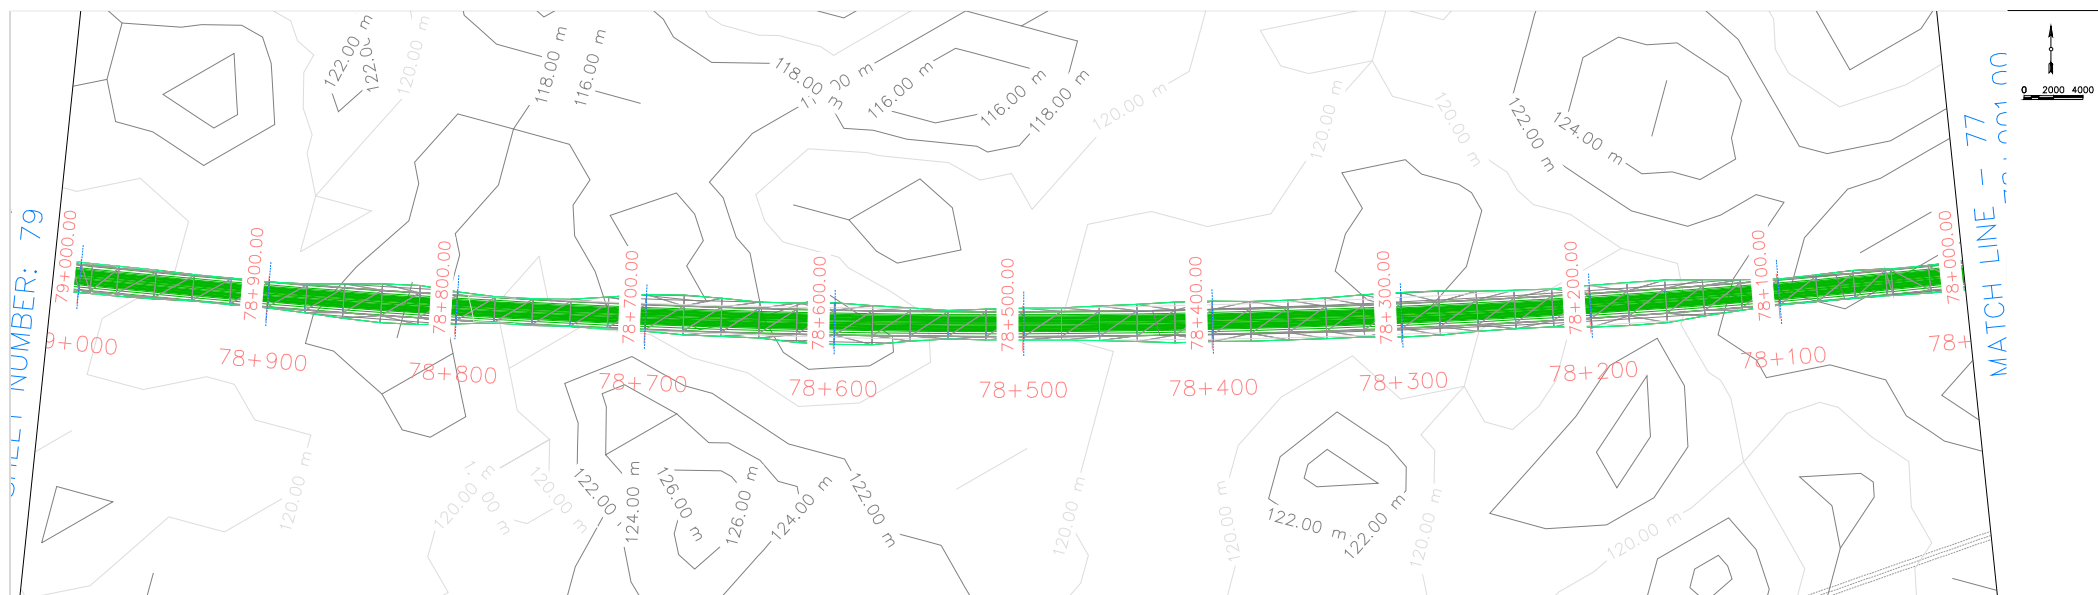 122.00 m
120.00 m
118.00 m
116.00 m
118.00 m
116.00 m
116.00 m
118.00 m
120.00 m
120.00 m
120.00 m
122.00 m
124.00 m
0 2000 4000
MATCH LINE - 77
SHEET NUMBER: 79
79+000.00
78+900.00
78+800.00
78+700.00
78+600.00
78+500.00
78+400.00
78+300.00
78+200.00
78+100.00
78+000.00
9+000
78+900
78+800
78+700
78+600
78+500
78+400
78+300
78+200
78+100
78+
120.00 m
120.00 m
120.00 m
122.00
124.00 m
126.00 m
126.00 m
124.00 m
122.00 m
120.00 m
120.00 m
122.00 m
122.00 m
120.00 m
120.00 m